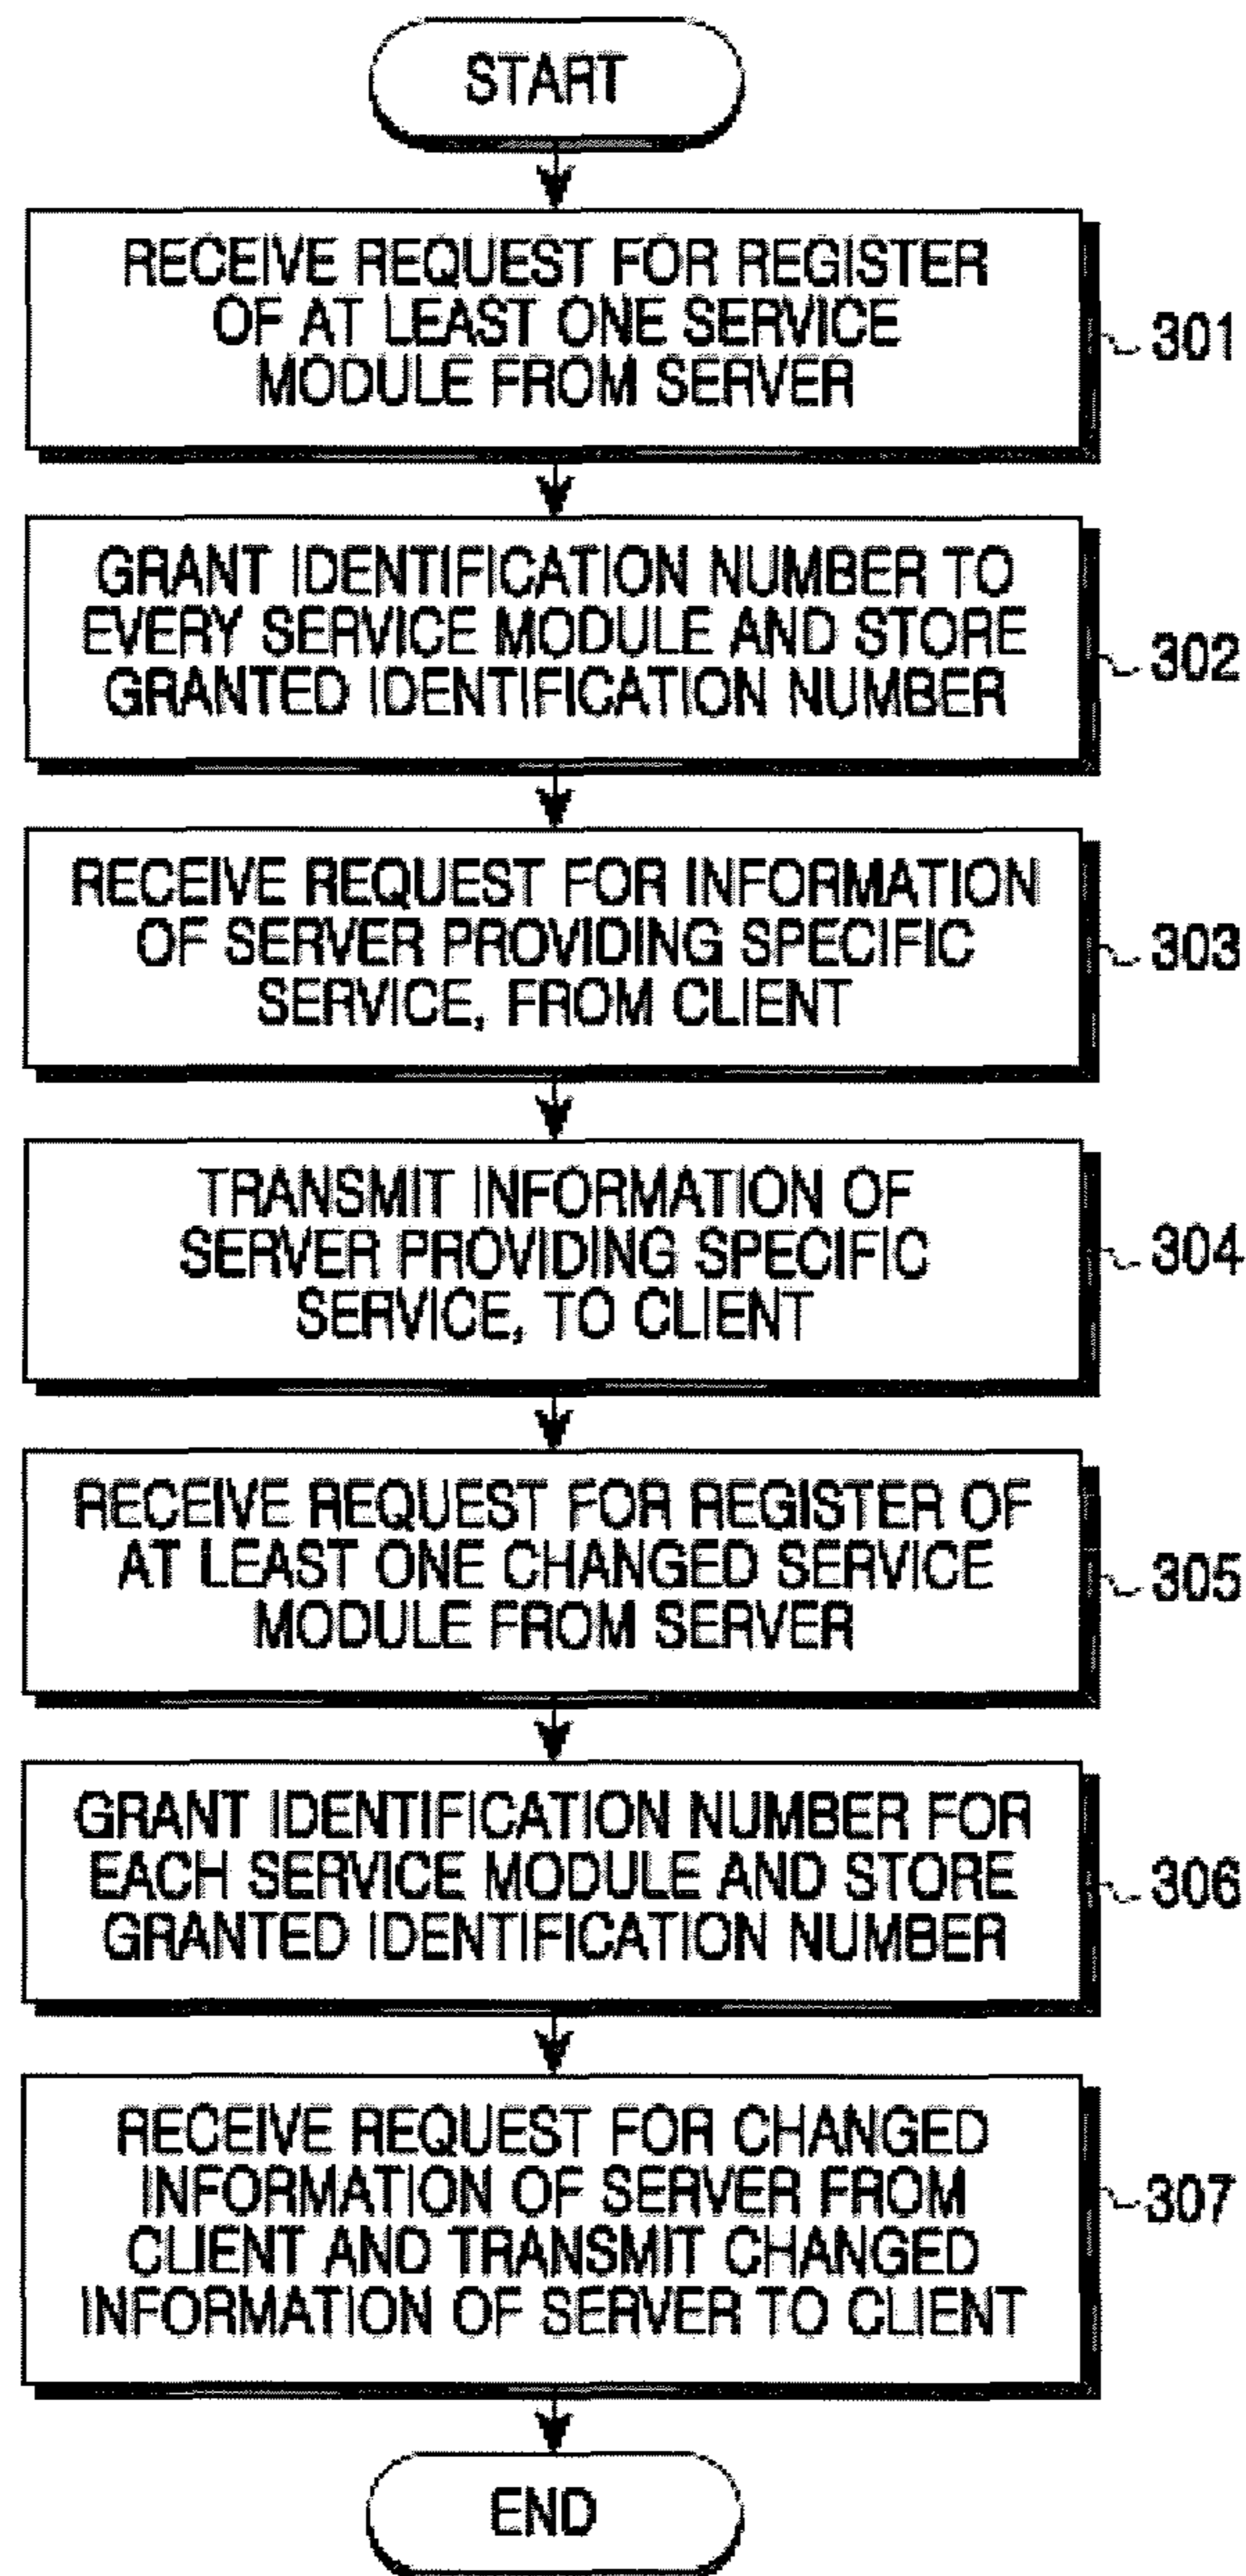 START
RECEIVE REQUEST FOR REGISTER
OF AT LEAST ONE SERVICE
MODULE FROM SERVER
301
GRANT IDENTIFICATION NUMBER TO
EVERY SERVICE MODULE AND STORE
GRANTED IDENTIFICATION NUMBER
302
RECEIVE REQUEST FOR INFORMATION
OF SERVER PROVIDING SPECIFIC
SERVICE, FROM CLIENT
303
TRANSMIT INFORMATION OF
SERVER PROVIDING SPECIFIC
SERVICE, TO CLIENT
304
RECEIVE REQUEST FOR REGISTER OF
AT LEAST ONE CHANGED SERVICE
MODULE FROM SERVER
305
GRANT IDENTIFICATION NUMBER FOR
EACH SERVICE MODULE AND STORE
GRANTED IDENTIFICATION NUMBER
306
RECEIVE REQUEST FOR CHANGED
INFORMATION OF SERVER FROM
CLIENT AND TRANSMIT CHANGED
INFORMATION OF SERVER TO CLIENT
307
END